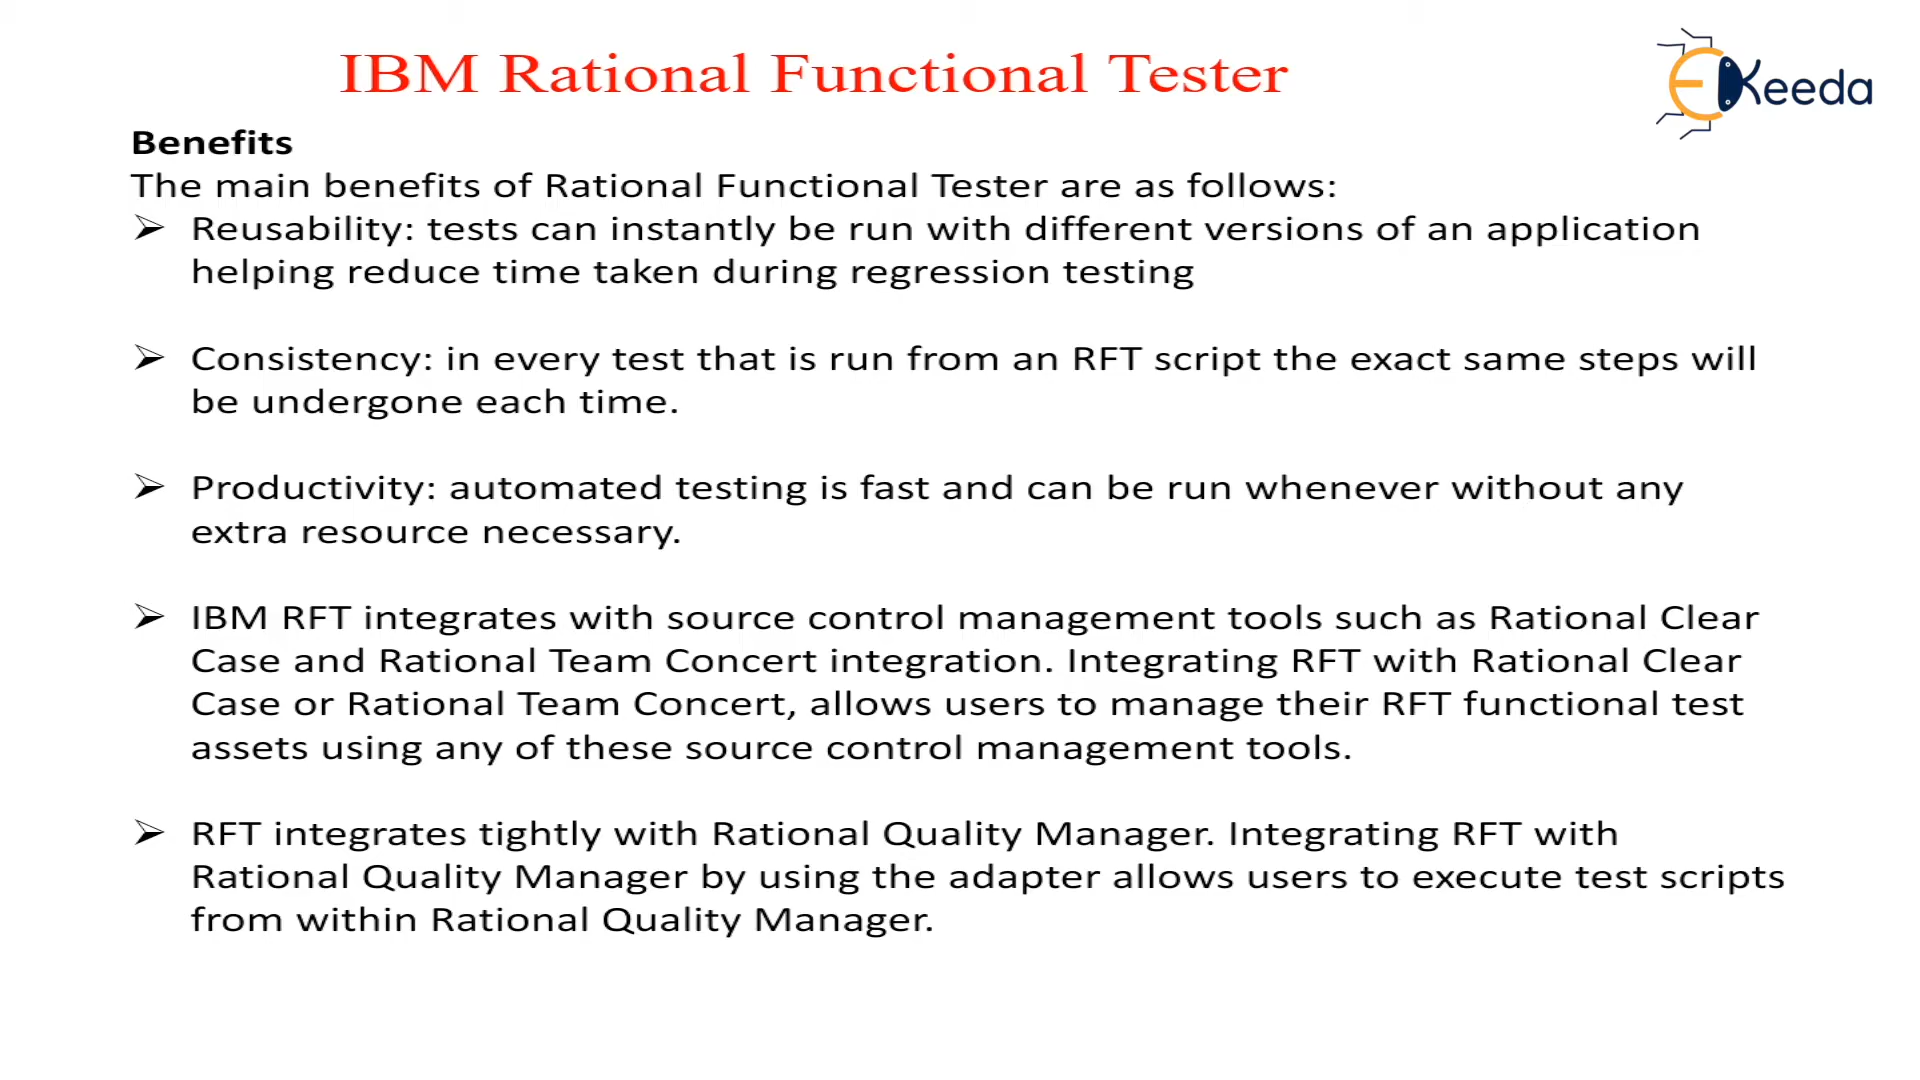 IBM Rational Functional Tester
EKeeda
Benefits
The main benefits of Rational Functional Tester are as follows:
➢ Reusability: tests can instantly be run with different versions of an application
helping reduce time taken during regression testing
➢ Consistency: in every test that is run from an RFT script the exact same steps will
be undergone each time.
➢ Productivity: automated testing is fast and can be run whenever without any
extra resource necessary.
➢ IBM RFT integrates with source control management tools such as Rational Clear
Case and Rational Team Concert integration. Integrating RFT with Rational Clear
Case or Rational Team Concert, allows users to manage their RFT functional test
assets using any of these source control management tools.
➢ RFT integrates tightly with Rational Quality Manager. Integrating RFT with
Rational Quality Manager by using the adapter allows users to execute test scripts
from within Rational Quality Manager.